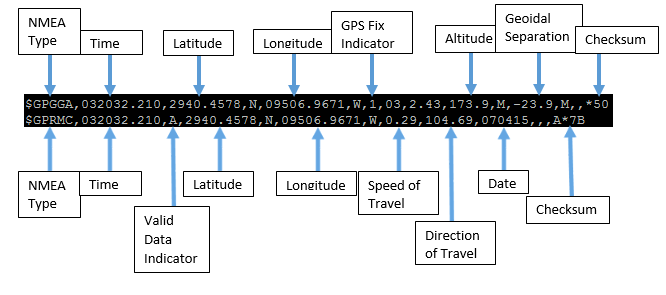 NMEA
Type
Time
Latitude
Longitude
GPS Fix
Indicator
Altitude
Geoidal
Separation
Checksum
$GPGGA,032032.210,2940.4578,N,09506.9671,W,1,03,2.43,173.9,M,-23.9,M,,*50
$GPRMC,032032.210,A,2940.4578,N,09506.9671,W,0.29,104.69,070415,,,A*7B
NMEA
Type
Time
Valid
Data
Indicator
Latitude
Longitude
Speed of
Travel
Direction
of Travel
Date
Checksum